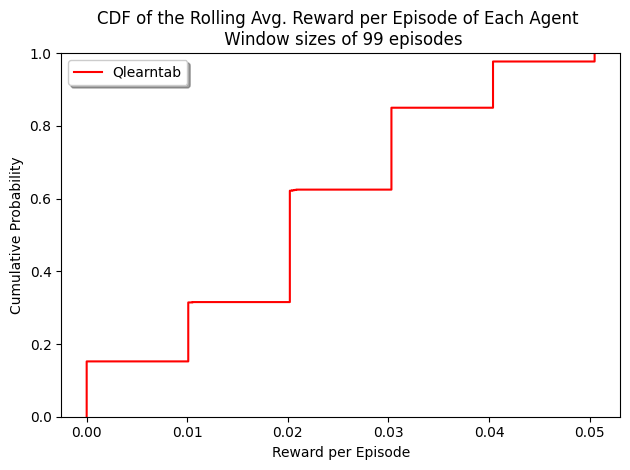 CDF of the Rolling Avg. Reward per Episode of Each Agent
Window sizes of 99 episodes
Qlearntab
Cumulative Probability
1.0
0.8
0.6
0.4
0.2
0.0
0.00 0.01 0.02 0.03 0.04 0.05
Reward per Episode